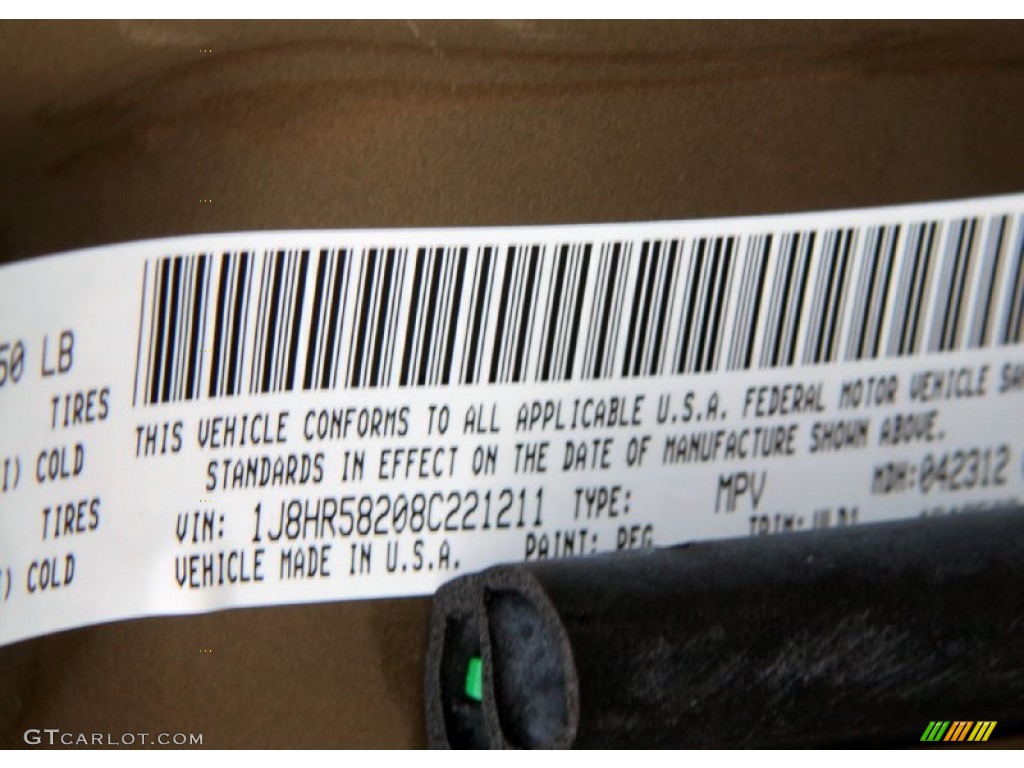 50 LB
TIRES
I) COLD
TIRES
) COLD
THIS VEHICLE CONFORMS TO ALL APPLICABLE U.S.A. FEDERAL MOTOR VEHICLE SA
STANDARDS IN EFFECT ON THE DATE OF MANUFACTURE SHOWN ABOVE.
VIN: 1J8HR58208C221211 TYPE: MPV MDH:042312
VEHICLE MADE IN U.S.A. PAINT: PEG TRIM:
GTCARLOT.COM